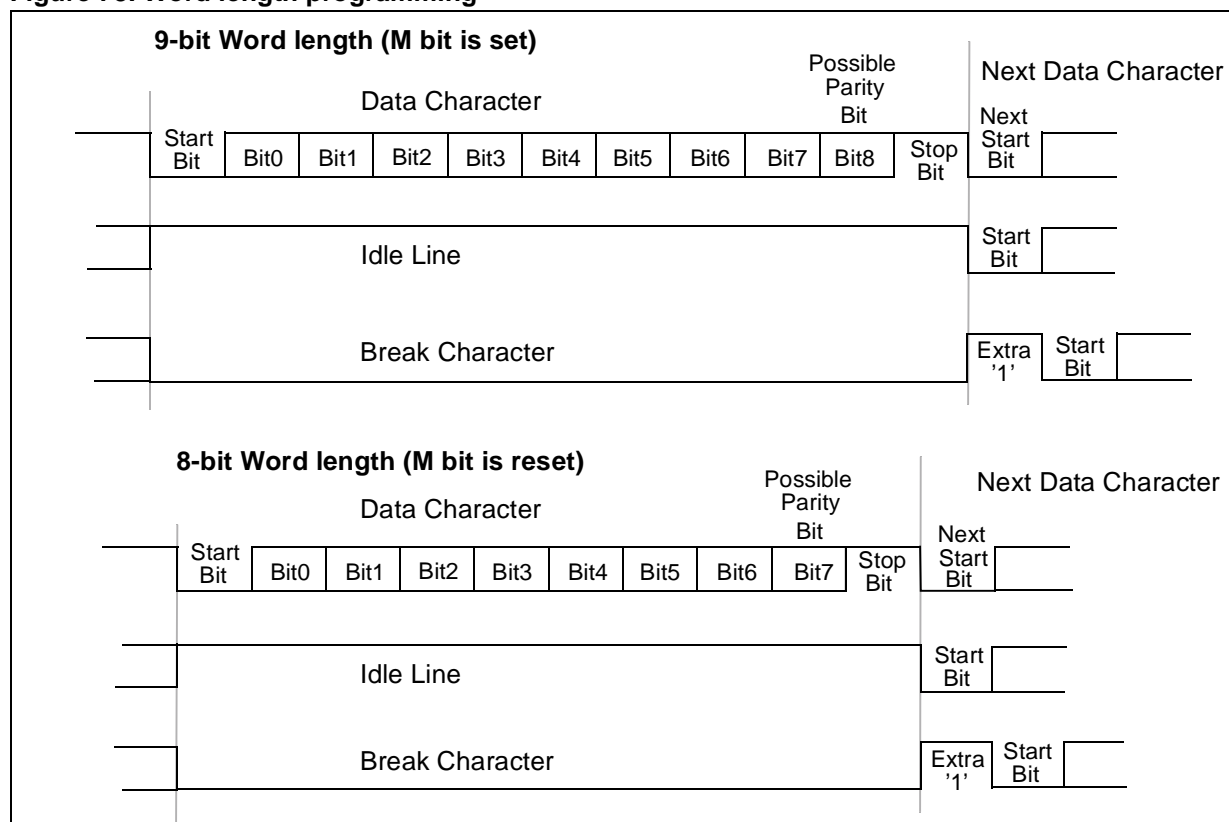 9-bit Word length (M bit is set)
Possible
Parity
Bit
Next Data Character
Data Character
Next
Start
Bit
Start
Bit
Bit0
Bit1
Bit2
Bit3
Bit4
Bit5
Bit6
Bit7
Bit8
Stop
Bit
Idle Line
Start
Bit
Break Character
Extra
’1’
Start
Bit
8-bit Word length (M bit is reset)
Possible
Parity
Bit
Next Data Character
Data Character
Next
Start
Bit
Start
Bit
Bit0
Bit1
Bit2
Bit3
Bit4
Bit5
Bit6
Bit7
Stop
Bit
Idle Line
Start
Bit
Break Character
Extra
’1’
Start
Bit